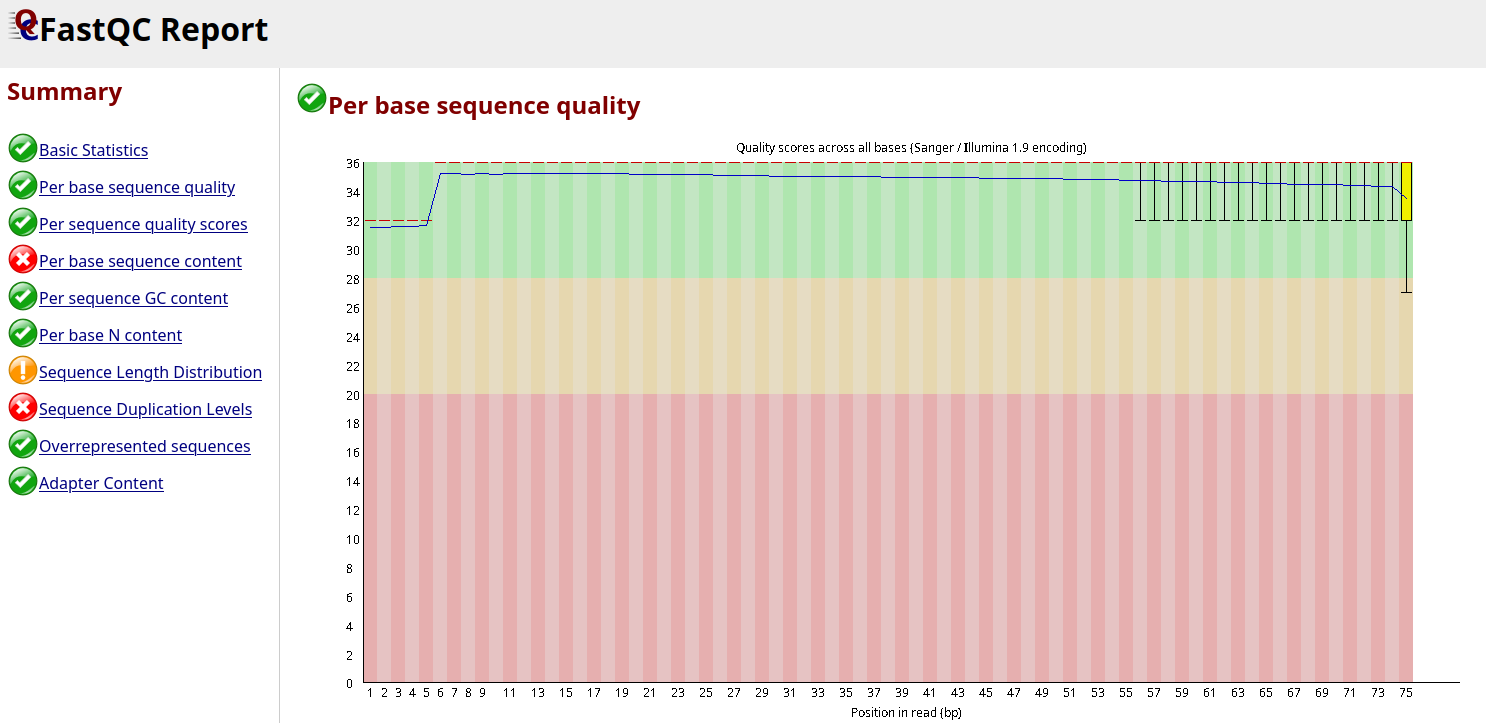 FastQC Report
Summary
Basic Statistics
Per base sequence quality
Per sequence quality scores
Per base sequence content
Per sequence GC content
Per base N content
Sequence Length Distribution
Sequence Duplication Levels
Overrepresented sequences
Adapter Content
Per base sequence quality
Quality scores across all bases (Sanger / Illumina 1.9 encoding)
36
34
32
30
28
26
24
22
20
18
16
14
12
10
8
6
4
2
0
1 2 3 4 5 6 7 8 9 11 13 15 17 19 21 23 25 27 29 31 33 35 37 39 41 43 45 47 49 51 53 55 57 59 61 63 65 67 69 71 73 75
Position in read (bp)